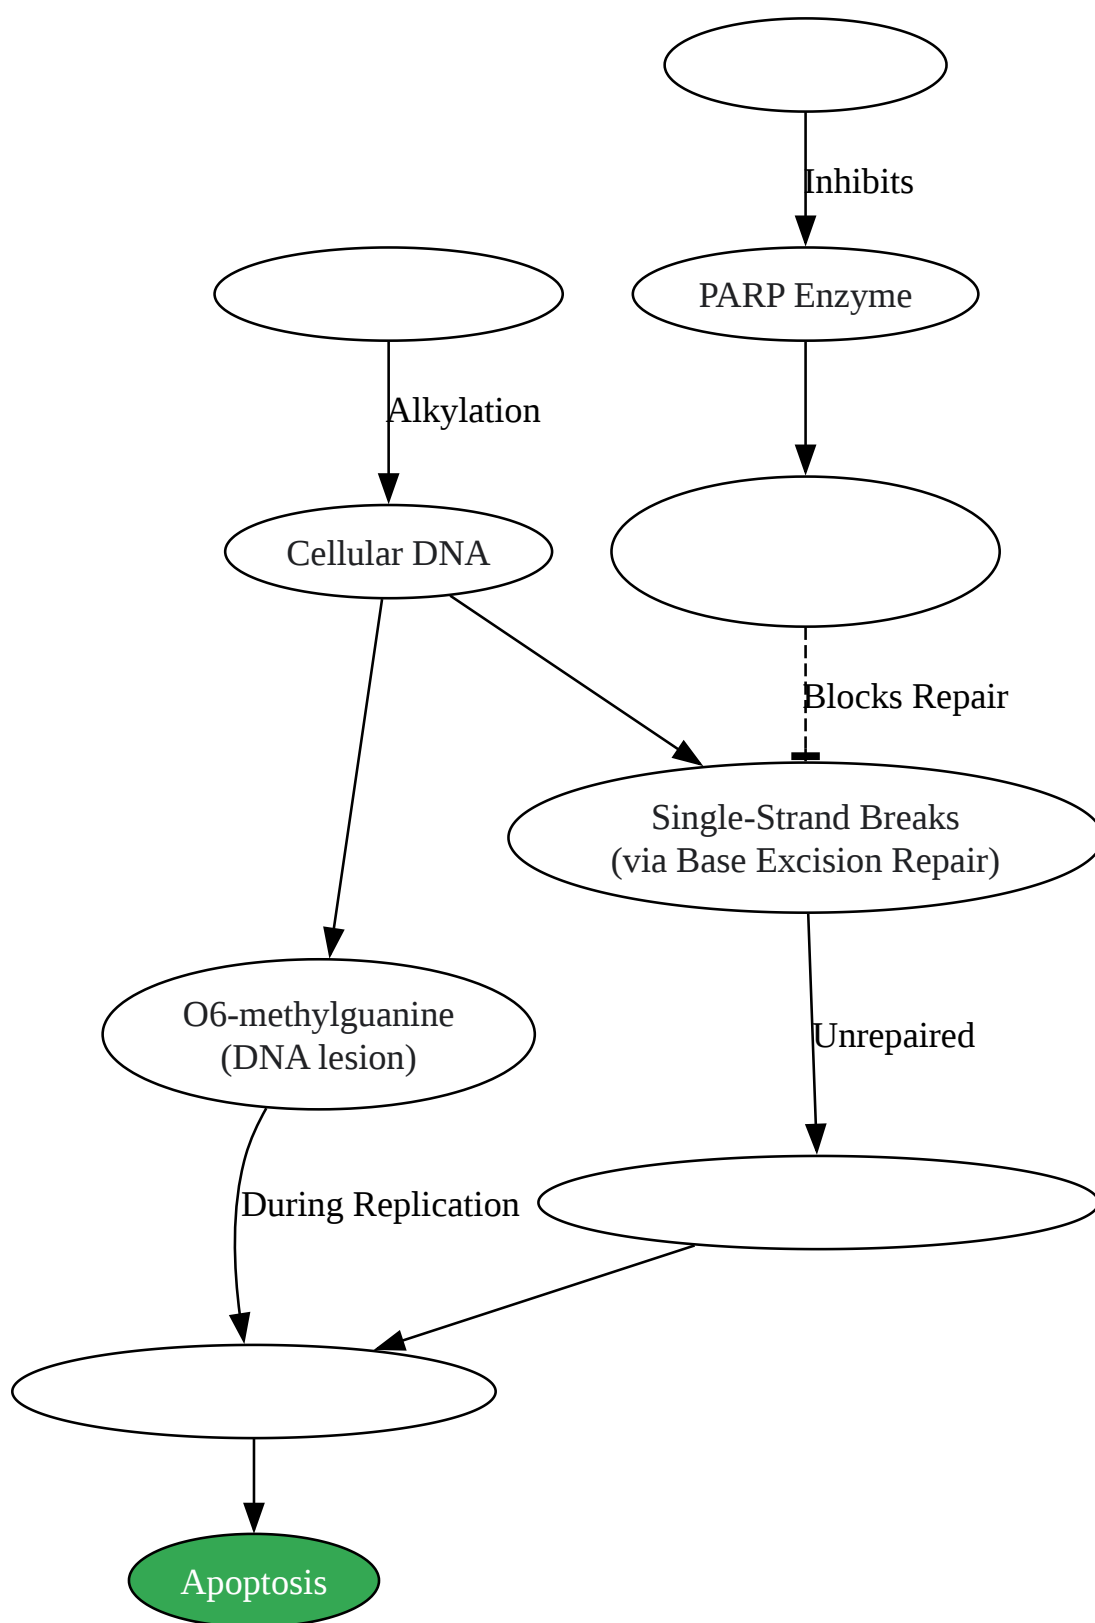 Inhibits
PARP Enzyme
Alkylation
Cellular DNA
Blocks Repair
Single-Strand Breaks
(via Base Excision Repair)
O6-methylguanine
(DNA lesion)
Unrepaired
During Replication
Apoptosis